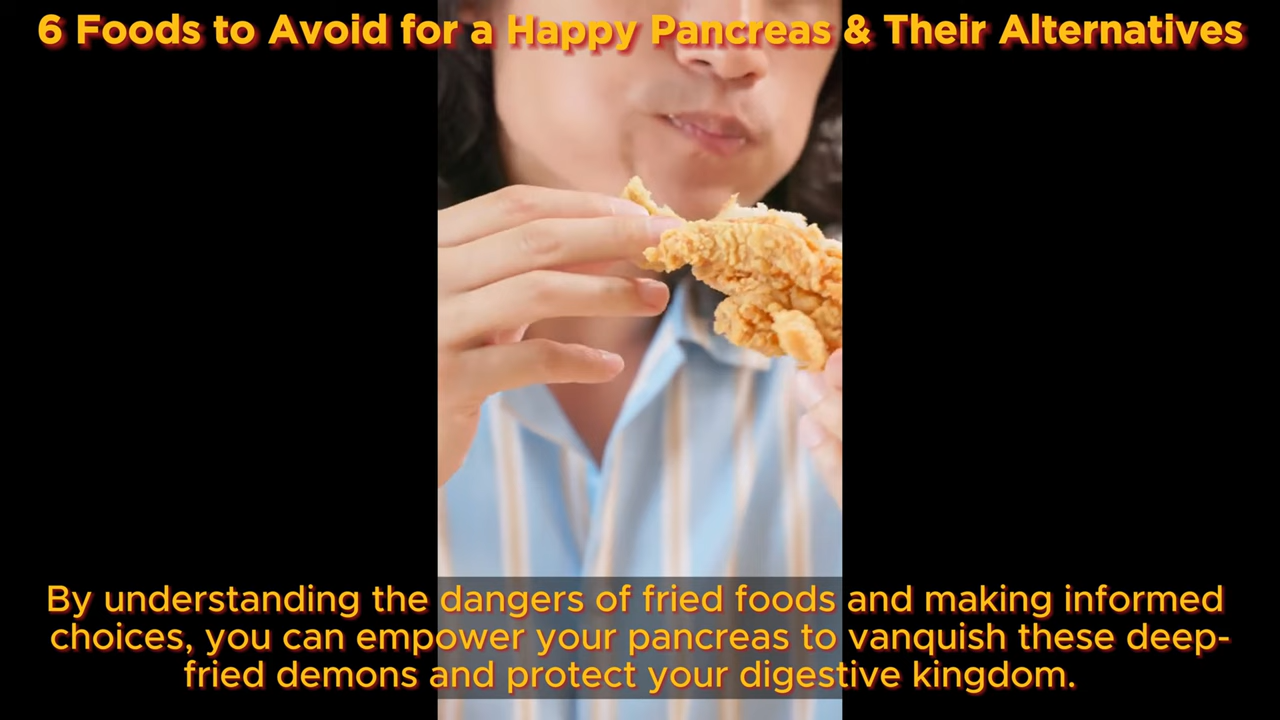 6 Foods to Avoid for a Happy Pancreas & Their Alternatives
By understanding the dangers of fried foods and making informed
choices, you can empower your pancreas to vanquish these deep-
fried demons and protect your digestive kingdom.